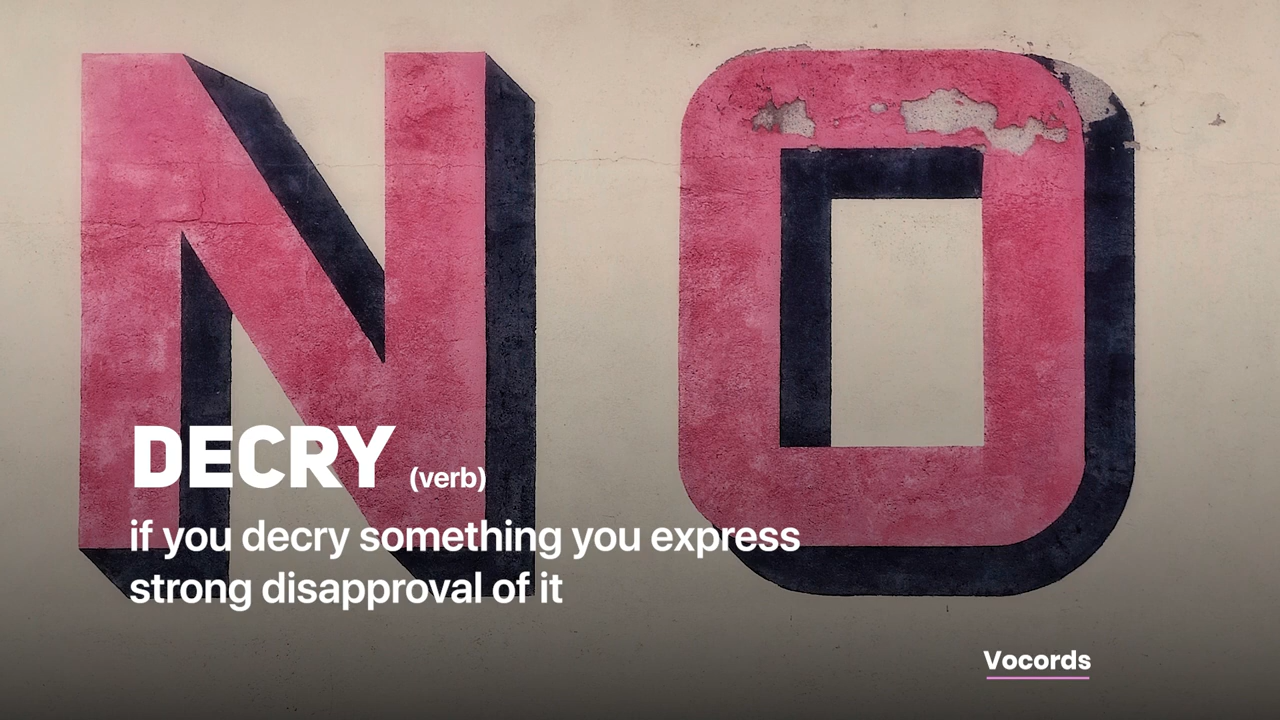 NO
DECRY (verb)
if you decry something you express
strong disapproval of it
Vocords